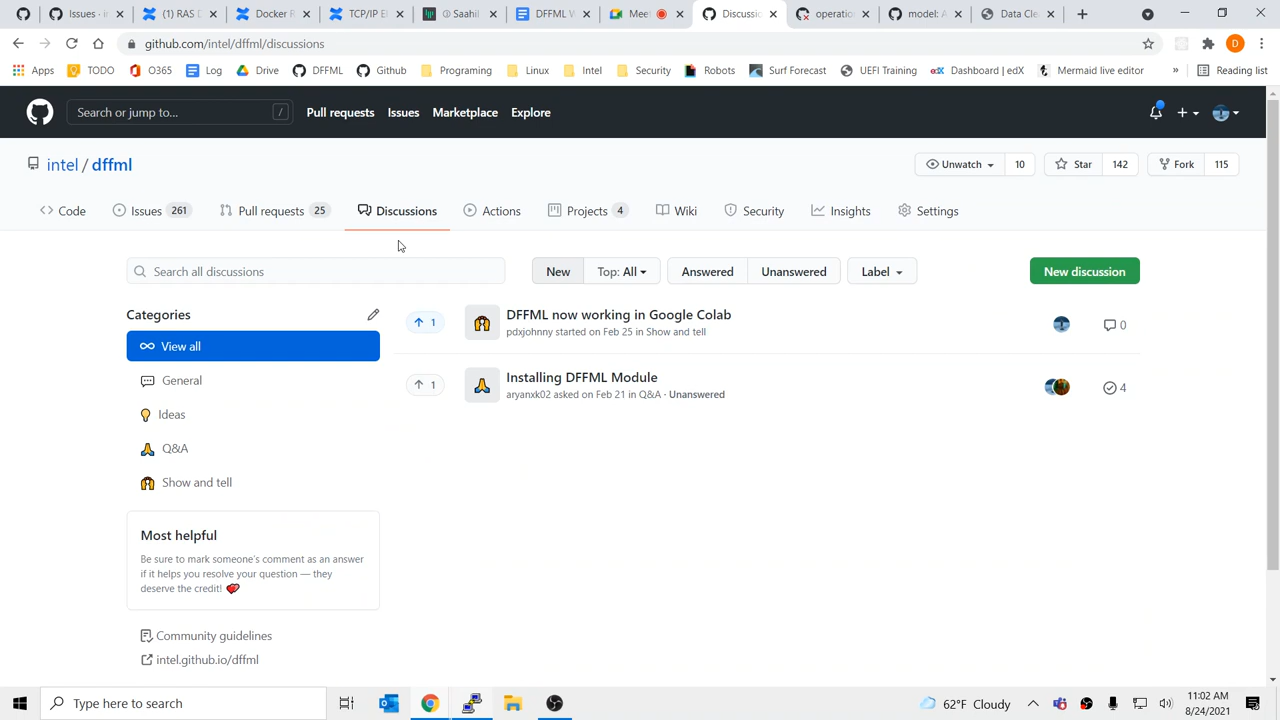 Issues · in
1) RAS D
Docker R
TCP/IP E
① Saahil
DFFML W
Meet
Discussio
operation
model: A
Data Cle
github.com/intel/dffml/discussions
D
Apps
TODO
O365
Log
Drive
DFFML
Github
Programing
Linux
Intel
Security
Robots
Surf Forecast
UEFI Training
edX
Dashboard | edX
Mermaid live editor
»
Reading list
Search or jump to...
/
Pull requests
Issues
Marketplace
Explore
intel / dffml
Unwatch
10
Star
142
Fork
115
Code
Issues 261
Pull requests 25
Discussions
Actions
Projects 4
Wiki
Security
Insights
Settings
Search all discussions
New
Top: All
Answered
Unanswered
Label
New discussion
Categories
View all
General
Ideas
Q&A
Show and tell
1
DFFML now working in Google Colab
pdxjohnny started on Feb 25 in Show and tell
0
1
Installing DFFML Module
aryanxk02 asked on Feb 21 in Q&A · Unanswered
4
Most helpful
Be sure to mark someone's comment as an answer
if it helps you resolve your question — they
deserve the credit!
Community guidelines
intel.github.io/dffml
Type here to search
62°F Cloudy
11:02 AM
8/24/2021